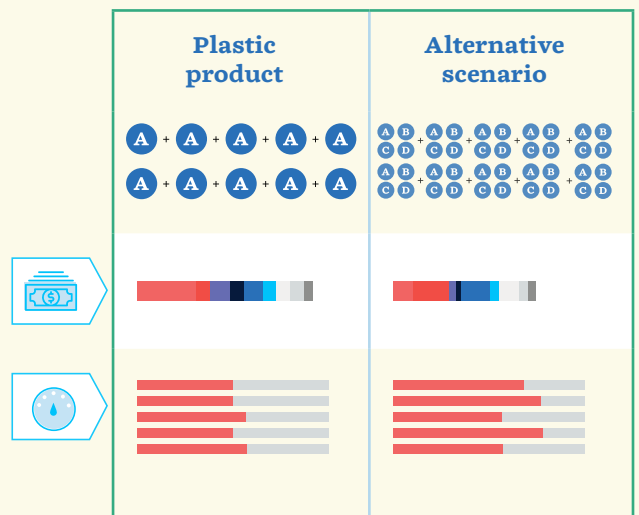 Plastic
product
Alternative
scenario
A + A + A + A + A
A + A + A + A + A
A B A B A B A B A B
+ + + +
C D C D C D C D C D
A B A B A B A B A B
+ + + +
C D C D C D C D C D
$